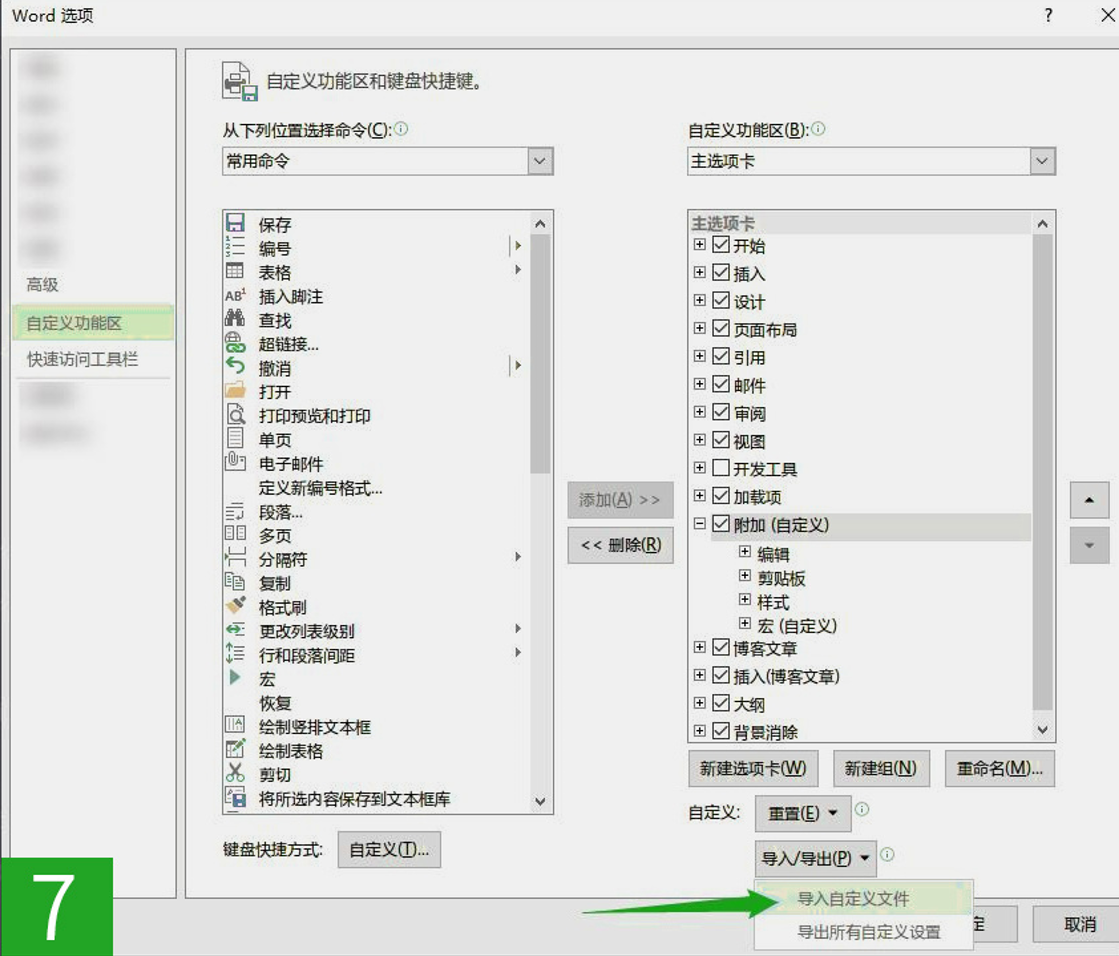 Word 选项
?
高级
自定义功能区
快速访问工具栏
自定义功能区和键盘快捷键。
从下列位置选择命令(C):
常用命令
保存
编号
表格
AB¹ 插入脚注
查找
超链接...
撤消
打开
打印预览和打印
单页
电子邮件
定义新编号格式...
段落...
多页
分隔符
复制
格式刷
更改列表级别
行和段落间距
宏
恢复
绘制竖排文本框
绘制表格
剪切
将所选内容保存到文本框库
键盘快捷方式:
自定义(T)...
添加(A) >>
<< 删除(R)
自定义功能区(B):
主选项卡
主选项卡
开始
插入
设计
页面布局
引用
邮件
审阅
视图
开发工具
加载项
附加 (自定义)
编辑
剪贴板
样式
宏 (自定义)
博客文章
插入(博客文章)
大纲
背景消除
新建选项卡(W)
新建组(N)
重命名(M)...
自定义:
重置(E)
导入/导出(P)
导入自定义文件
导出所有自定义设置
定
取消
7